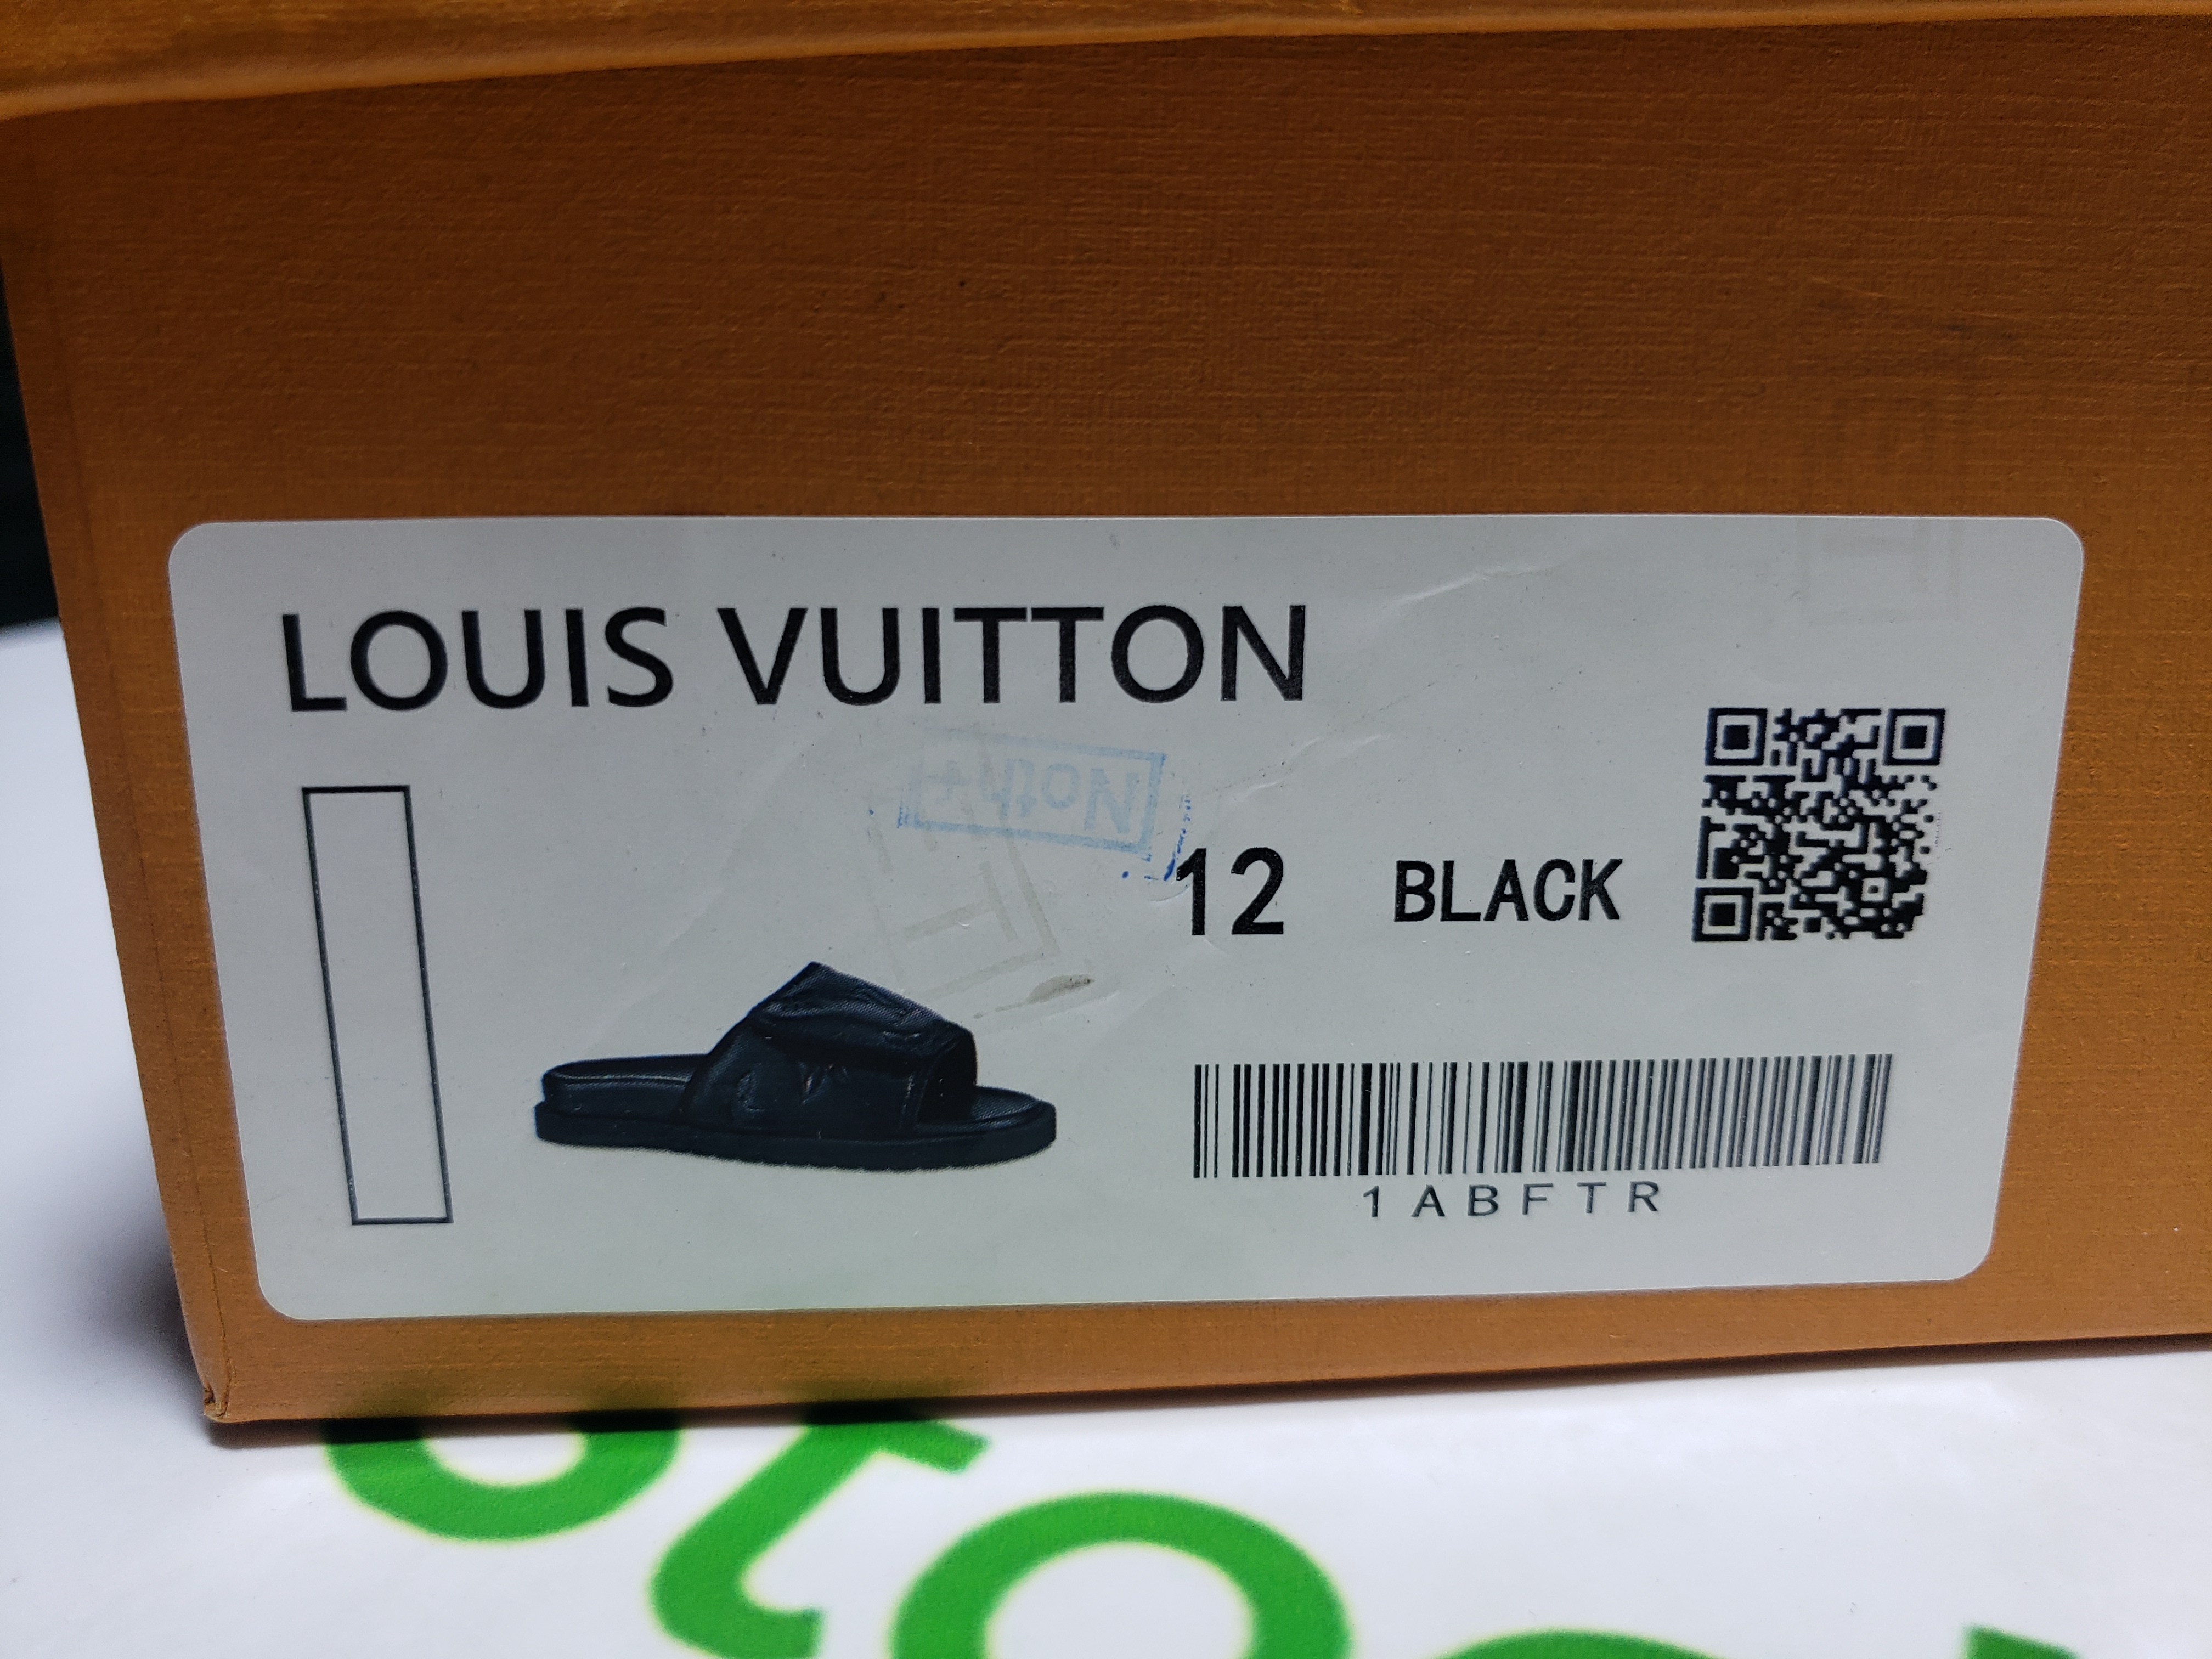 LOUIS VUITTON
12 BLACK
1ABFTR